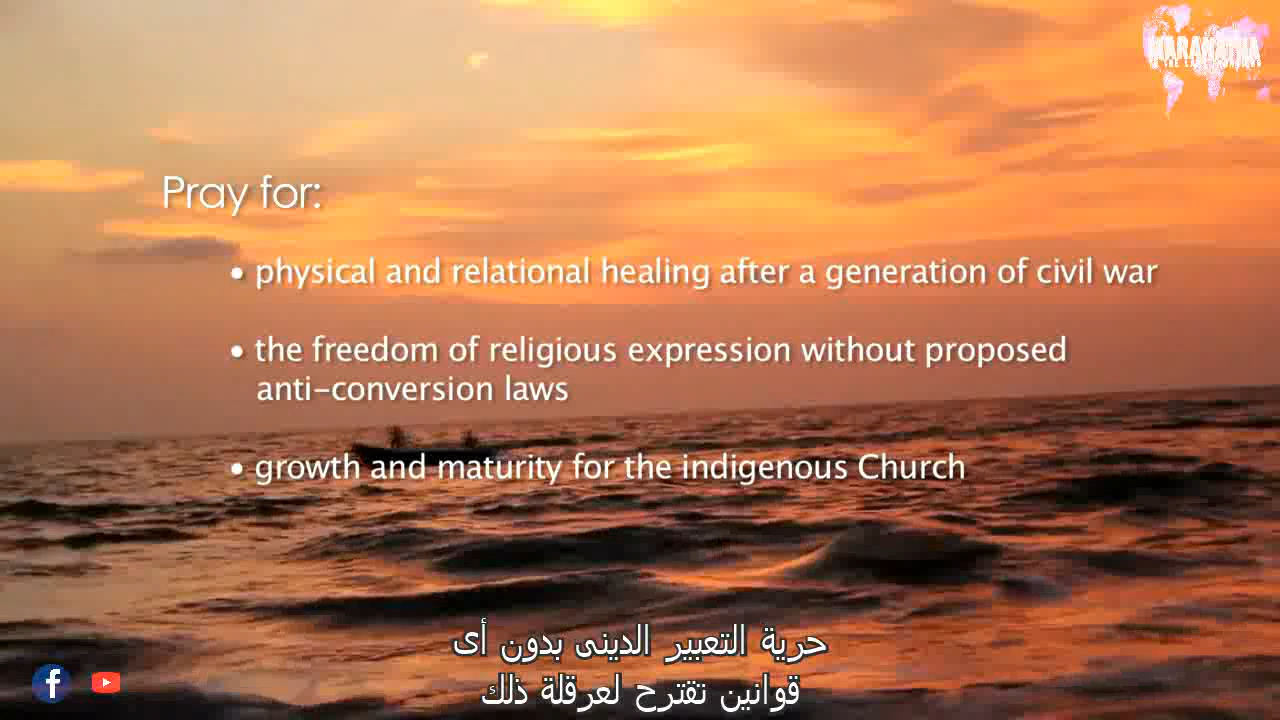 MARANATHA
Pray for:
• physical and relational healing after a generation of civil war
• the freedom of religious expression without proposed
anti-conversion laws
• growth and maturity for the indigenous Church
حرية التعبير الدينى بدون أى
قوانين تقترح لعرقلة ذلك